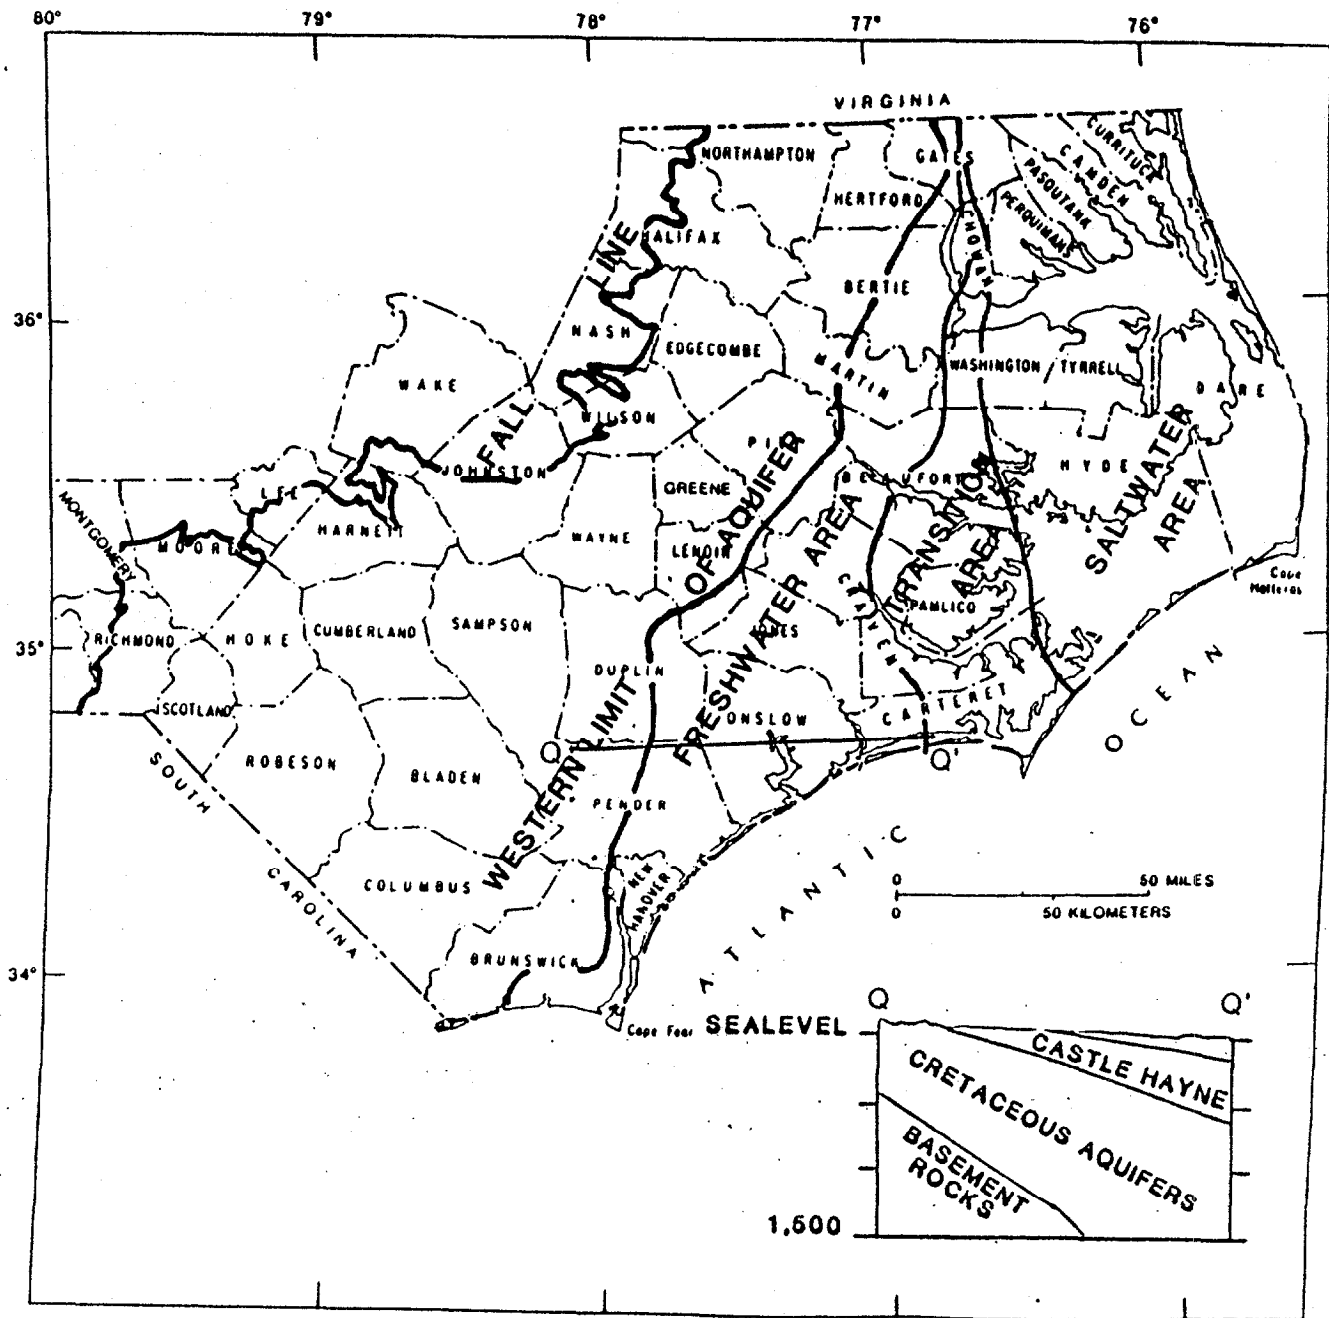 80°
79°
78°
77°
76°
VIRGINIA
NORTHAMPTON
GATES
CURRITUCK
CAMDEN
PASQUTANK
PERQUIMANS
HERTFORD
CHOWAN
HALIFAX
FALL LINE
BERTIE
36°
NASH
EDGECOMBE
MARTIN
WASHINGTON
TYRRELL
DARE
WAKE
WILSON
PITT
JOHNSTON
BEAUFORT
HYDE
GREENE
LEE
HARNETT
MONTGOMERY
MOORE
WAYNE
LENOIR
PAMLICO
CRAVEN
JONES
Cape
Hatteras
35°
RICHMOND
HOKE
CUMBERLAND
SAMPSON
DUPLIN
SCOTLAND
ONSLOW
CARTERET
WESTERN LIMIT OF AQUIFER
FRESHWATER AREA
TRANSITION
AREA
SALTWATER
AREA
Q
Q'
ROBESON
BLADEN
PENDER
SOUTH CAROLINA
COLUMBUS
NEW
HANOVER
BRUNSWICK
ATLANTIC OCEAN
0
50 MILES
0
50 KILOMETERS
34°
Cape Fear
Q
Q'
SEALEVEL
CASTLE HAYNE
CRETACEOUS AQUIFERS
BASEMENT
ROCKS
1,500